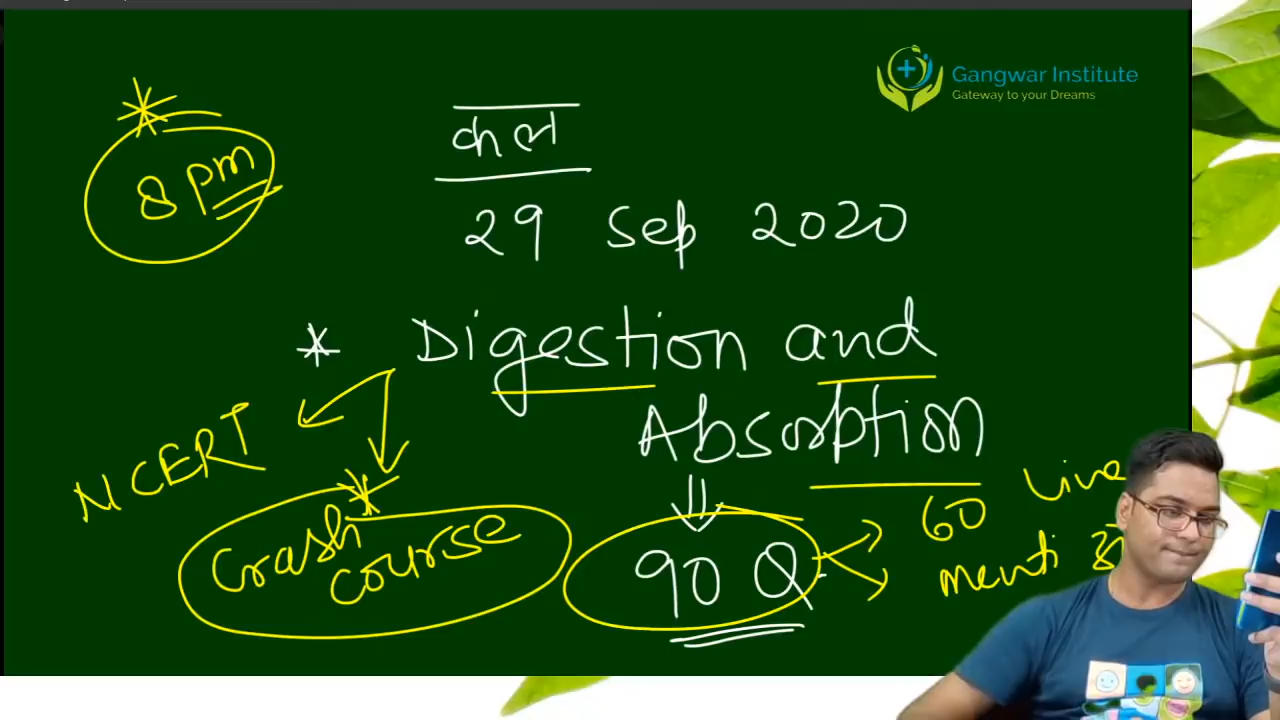 Gangwar Institute
Gateway to your Dreams
8 pm
कल
29 Sep 2020
* Digestion and
Absorption
NCERT
Crash course
90 Q
60 Live
menti